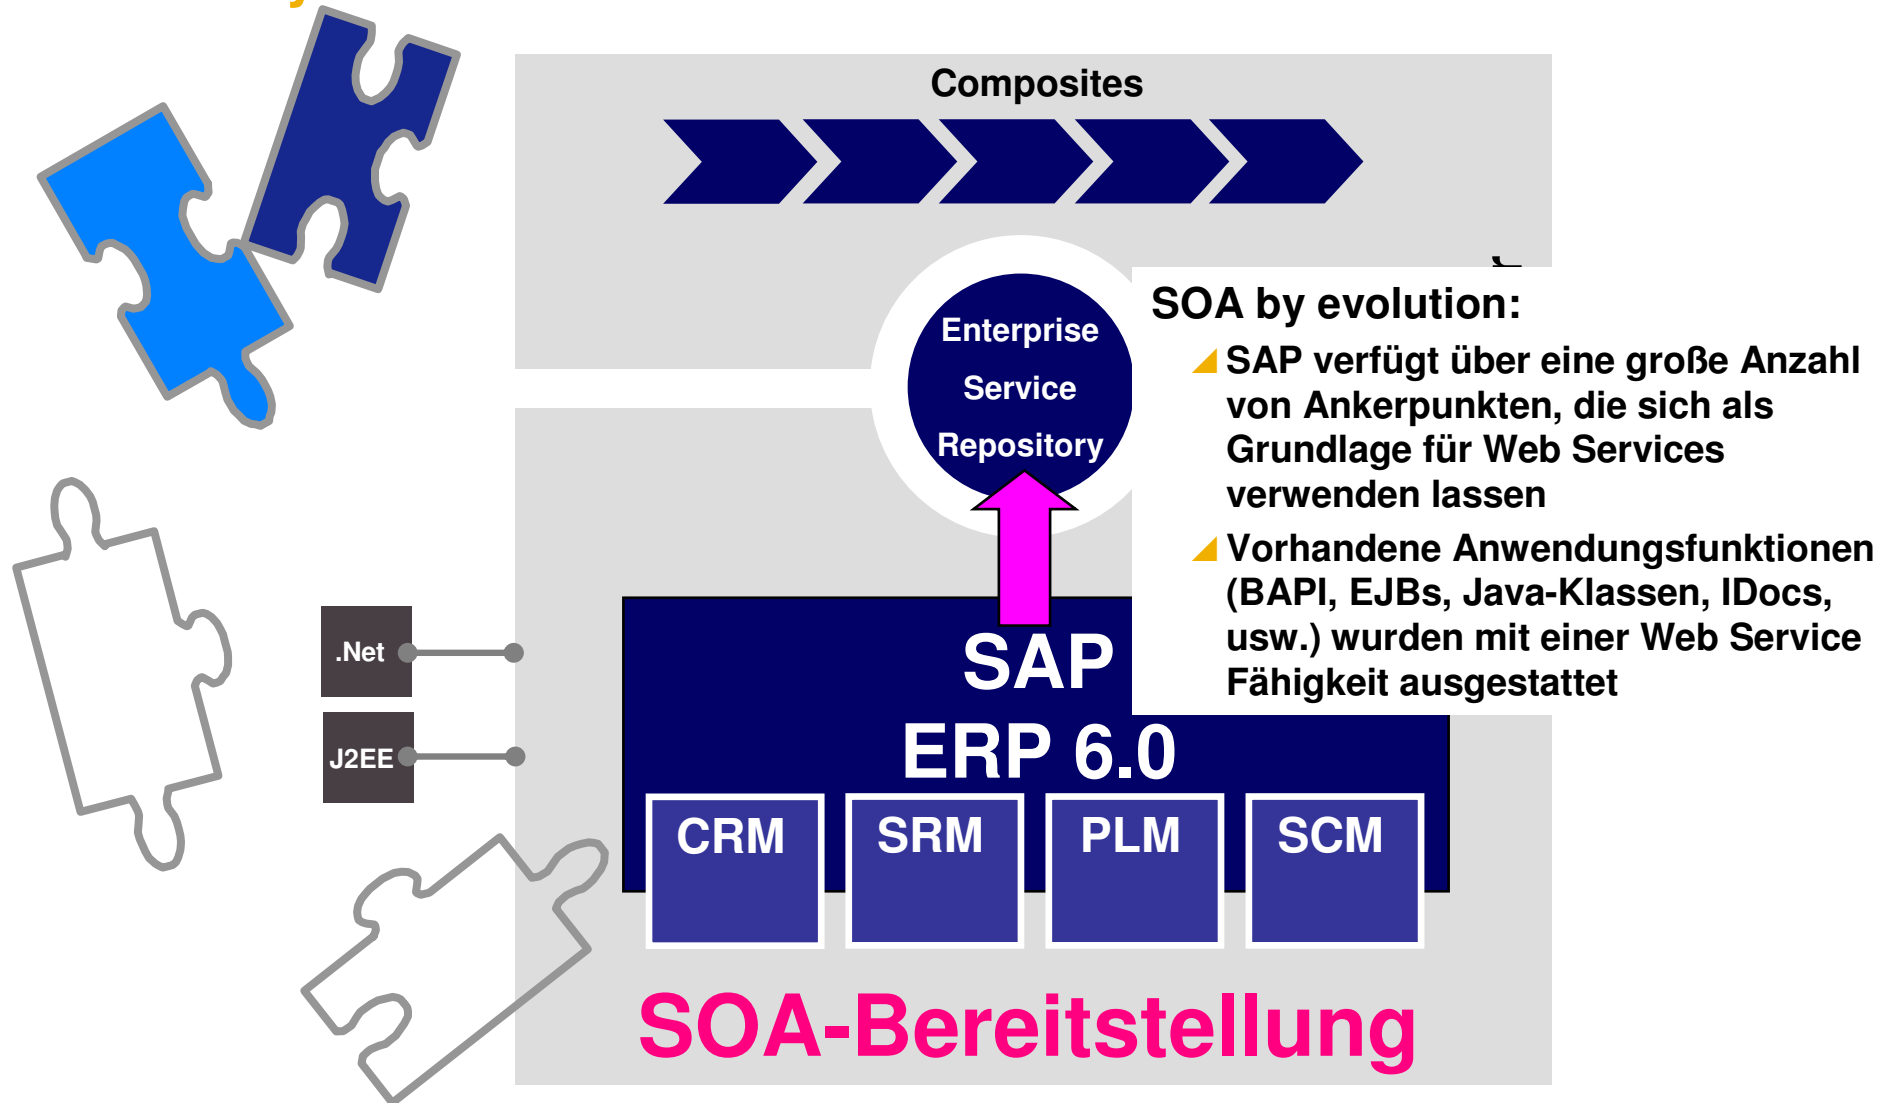 Composites
Enterprise
Service
Repository
SOA by evolution:
SAP verfügt über eine große Anzahl
von Ankerpunkten, die sich als
Grundlage für Web Services
verwenden lassen
Vorhandene Anwendungsfunktionen
(BAPI, EJBs, Java-Klassen, IDocs,
usw.) wurden mit einer Web Service
Fähigkeit ausgestattet
.Net
J2EE
SAP
ERP 6.0
CRM
SRM
PLM
SCM
SOA-Bereitstellung